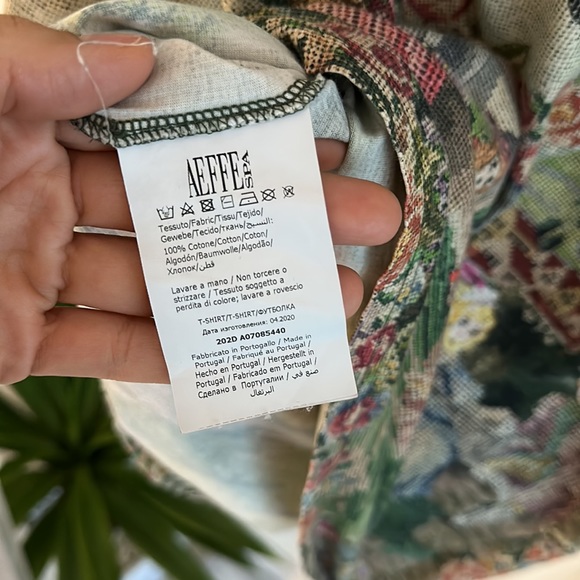 AEFFE SPA
Tessuto/Fabric/Tissu/Tejido/
Gewebe/Tecido/ткань/النسيج:
100% Cotone/Cotton/Coton/
Algodón/Baumwolle/Algodão/
Хлопок/قطن
Lavare a mano / Non torcere o
strizzare / Tessuto soggetto a
perdita di colore; lavare a rovescio
T-SHIRT/T-SHIRT/ФУТБОЛКА
Дата изготовления: 04.2020
202D A07085440
Fabbricato in Portogallo / Made in
Portugal / Fabriqué au Portugal /
Hecho en Portugal / Hergestellt in
Portugal / Fabricado em Portugal /
Сделано в Португалии / صنع في
البرتغال